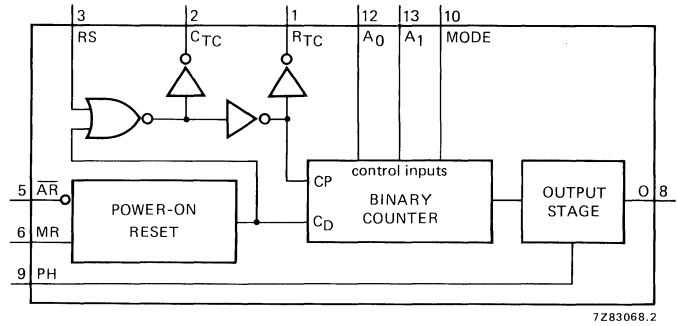 3 2 1 12 13 10
RS CTC RTC A0 A1 MODE
control inputs
CP BINARY COUNTER
CD
OUTPUT STAGE
O 8
5 AR
POWER-ON RESET
6 MR
9 PH
7Z83068.2